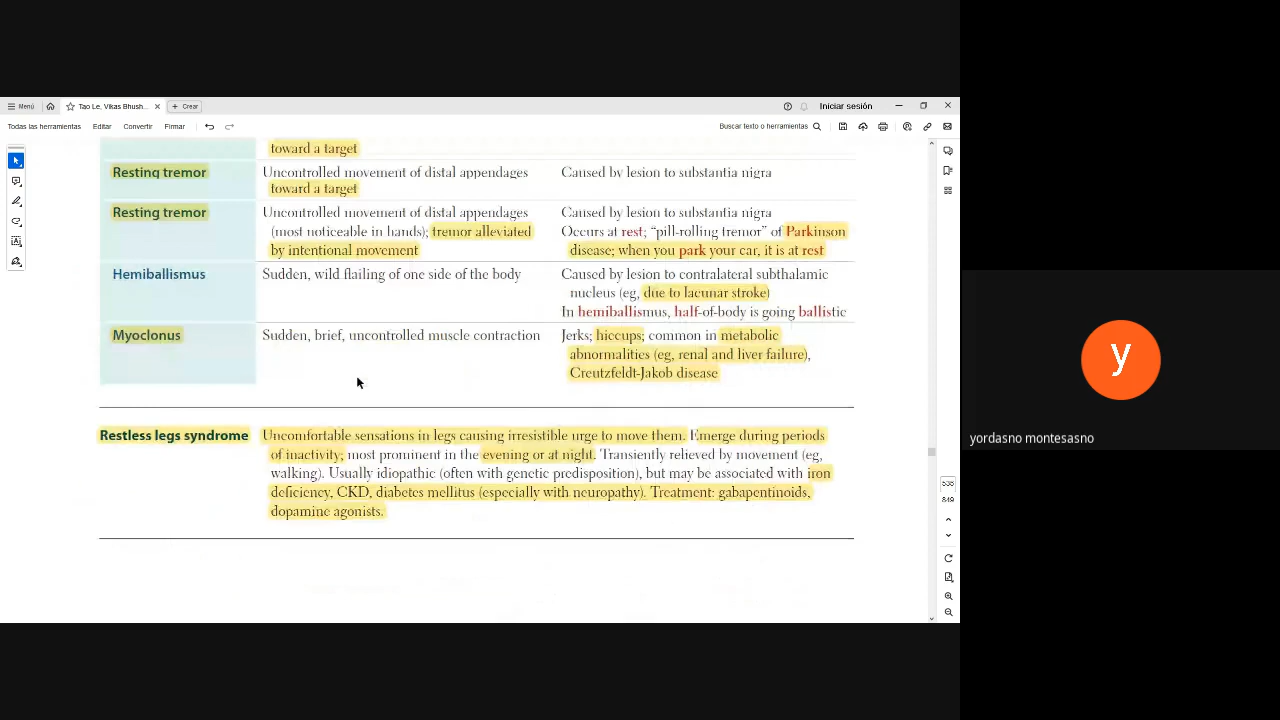 Menú
Tao Le, Vikas Bhush...
Crear
Iniciar sesión
Todas las herramientas Editar Convertir Firmar
Buscar texto o herramientas
toward a target
Resting tremor Uncontrolled movement of distal appendages Caused by lesion to substantia nigra
toward a target
Resting tremor Uncontrolled movement of distal appendages Caused by lesion to substantia nigra
(most noticeable in hands); tremor alleviated Occurs at rest; “pill-rolling tremor” of Parkinson
by intentional movement disease; when you park your car, it is at rest
Hemiballismus Sudden, wild flailing of one side of the body Caused by lesion to contralateral subthalamic
nucleus (eg, due to lacunar stroke)
In hemiballismus, half-of-body is going ballistic
Myoclonus Sudden, brief, uncontrolled muscle contraction Jerks; hiccups; common in metabolic
abnormalities (eg, renal and liver failure),
Creutzfeldt-Jakob disease
Restless legs syndrome Uncomfortable sensations in legs causing irresistible urge to move them. Emerge during periods
of inactivity; most prominent in the evening or at night. Transiently relieved by movement (eg,
walking). Usually idiopathic (often with genetic predisposition), but may be associated with iron
deficiency, CKD, diabetes mellitus (especially with neuropathy). Treatment: gabapentinoids,
dopamine agonists.
y
yordasno montesasno